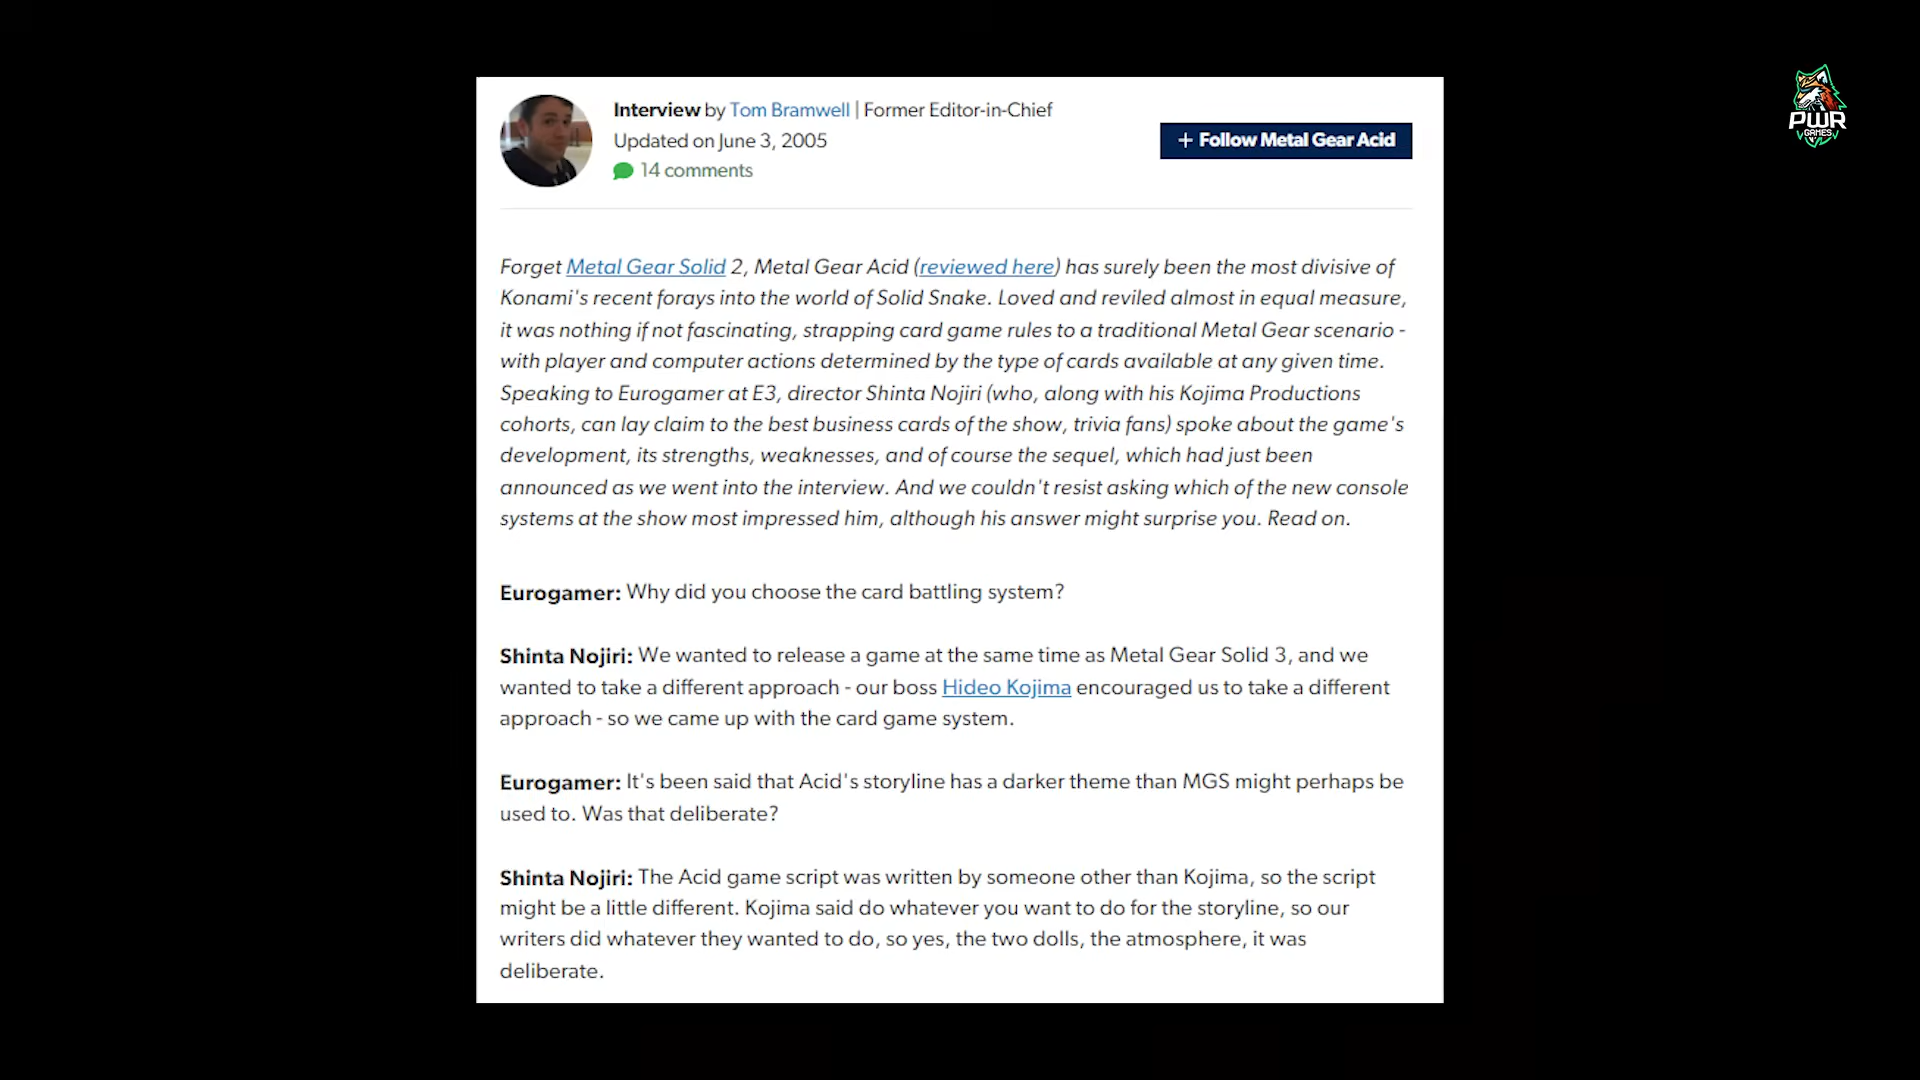 Interview by Tom Bramwell | Former Editor-in-Chief
Updated on June 3, 2005
14 comments
+ Follow Metal Gear Acid
PWR
GAMES
Forget Metal Gear Solid 2, Metal Gear Acid (reviewed here) has surely been the most divisive of
Konami's recent forays into the world of Solid Snake. Loved and reviled almost in equal measure,
it was nothing if not fascinating, strapping card game rules to a traditional Metal Gear scenario -
with player and computer actions determined by the type of cards available at any given time.
Speaking to Eurogamer at E3, director Shinta Nojiri (who, along with his Kojima Productions
cohorts, can lay claim to the best business cards of the show, trivia fans) spoke about the game's
development, its strengths, weaknesses, and of course the sequel, which had just been
announced as we went into the interview. And we couldn't resist asking which of the new console
systems at the show most impressed him, although his answer might surprise you. Read on.
Eurogamer: Why did you choose the card battling system?
Shinta Nojiri: We wanted to release a game at the same time as Metal Gear Solid 3, and we
wanted to take a different approach - our boss Hideo Kojima encouraged us to take a different
approach - so we came up with the card game system.
Eurogamer: It's been said that Acid's storyline has a darker theme than MGS might perhaps be
used to. Was that deliberate?
Shinta Nojiri: The Acid game script was written by someone other than Kojima, so the script
might be a little different. Kojima said do whatever you want to do for the storyline, so our
writers did whatever they wanted to do, so yes, the two dolls, the atmosphere, it was
deliberate.